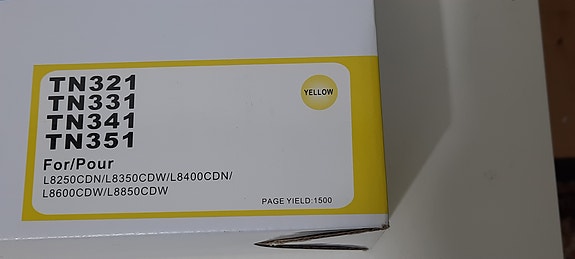 TN321
TN331
TN341
TN351
YELLOW
For/Pour
L8250CDN/L8350CDW/L8400CDN/
L8600CDW/L8850CDW
PAGE YIELD:1500